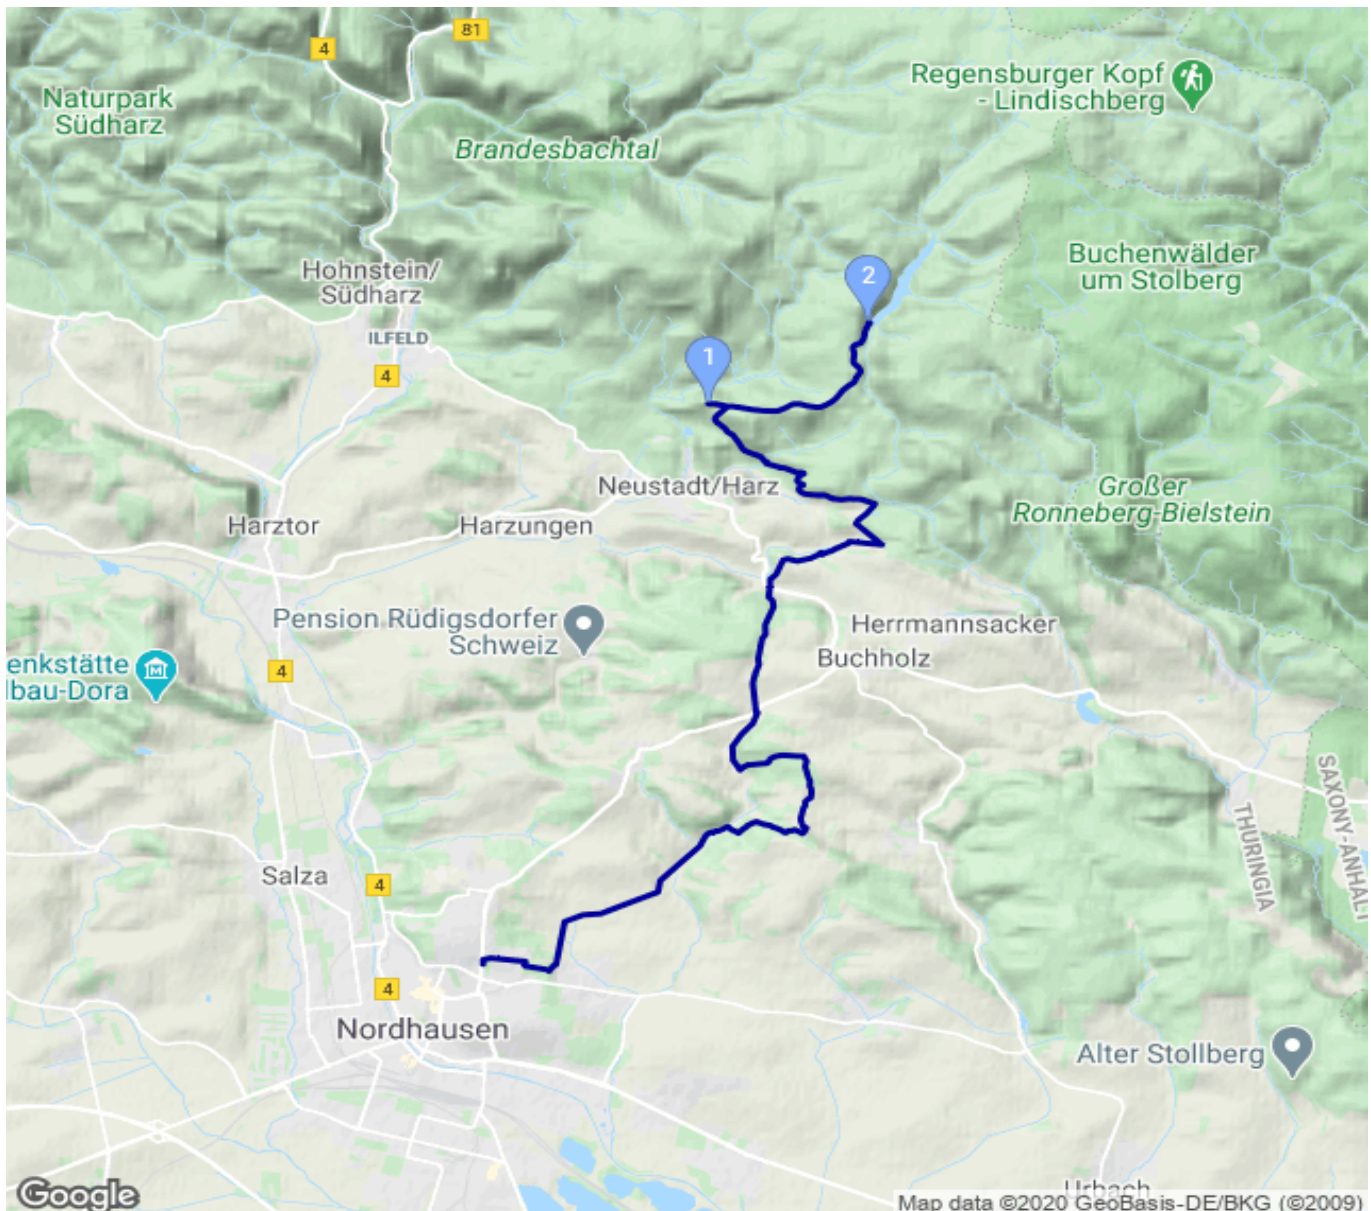 4
81
Regensburger Kopf
- Lindischberg
Naturpark
Südharz
Brandesbachtal
Buchenwälder
um Stolberg
Hohnstein/
Südharz
2
ILFELD
1
4
Neustadt/Harz
Großer
Ronneberg-Bielstein
Harztor
Harzungen
Pension Rüdigsdorfer
Schweiz
Herrmannsacker
Buchholz
enkstätte
lbau-Dora
4
SAXONY-ANHALT
THURINGIA
Salza
4
4
Nordhausen
Alter Stollberg
Urbach
Google
Map data ©2020 GeoBasis-DE/BKG (©2009)